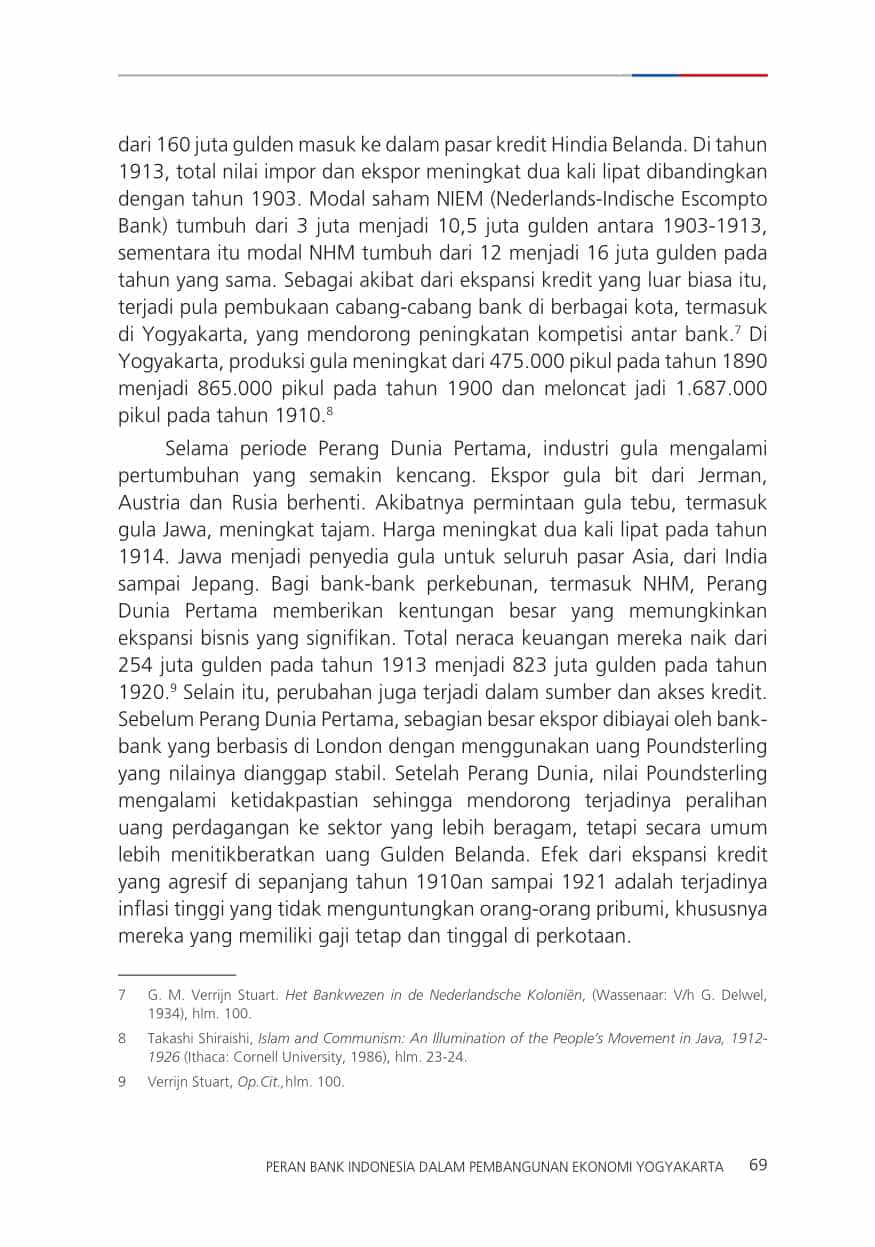 dari 160 juta gulden masuk ke dalam pasar kredit Hindia Belanda. Di tahun
1913, total nilai impor dan ekspor meningkat dua kali lipat dibandingkan
dengan tahun 1903. Modal saham NIEM (Nederlands-Indische Escompto
Bank) tumbuh dari 3 juta menjadi 10,5 juta gulden antara 1903-1913,
sementara itu modal NHM tumbuh dari 12 menjadi 16 juta gulden pada
tahun yang sama. Sebagai akibat dari ekspansi kredit yang luar biasa itu,
terjadi pula pembukaan cabang-cabang bank di berbagai kota, termasuk
di Yogyakarta, yang mendorong peningkatan kompetisi antar bank.⁷ Di
Yogyakarta, produksi gula meningkat dari 475.000 pikul pada tahun 1890
menjadi 865.000 pikul pada tahun 1900 dan meloncat jadi 1.687.000
pikul pada tahun 1910.⁸
Selama periode Perang Dunia Pertama, industri gula mengalami
pertumbuhan yang semakin kencang. Ekspor gula bit dari Jerman,
Austria dan Rusia berhenti. Akibatnya permintaan gula tebu, termasuk
gula Jawa, meningkat tajam. Harga meningkat dua kali lipat pada tahun
1914. Jawa menjadi penyedia gula untuk seluruh pasar Asia, dari India
sampai Jepang. Bagi bank-bank perkebunan, termasuk NHM, Perang
Dunia Pertama memberikan kentungan besar yang memungkinkan
ekspansi bisnis yang signifikan. Total neraca keuangan mereka naik dari
254 juta gulden pada tahun 1913 menjadi 823 juta gulden pada tahun
1920.⁹ Selain itu, perubahan juga terjadi dalam sumber dan akses kredit.
Sebelum Perang Dunia Pertama, sebagian besar ekspor dibiayai oleh bank-
bank yang berbasis di London dengan menggunakan uang Poundsterling
yang nilainya dianggap stabil. Setelah Perang Dunia, nilai Poundsterling
mengalami ketidakpastian sehingga mendorong terjadinya peralihan
uang perdagangan ke sektor yang lebih beragam, tetapi secara umum
lebih menitikberatkan uang Gulden Belanda. Efek dari ekspansi kredit
yang agresif di sepanjang tahun 1910an sampai 1921 adalah terjadinya
inflasi tinggi yang tidak menguntungkan orang-orang pribumi, khususnya
mereka yang memiliki gaji tetap dan tinggal di perkotaan.
7 G. M. Verrijn Stuart. Het Bankwezen in de Nederlandsche Koloniën, (Wassenaar: V/h G. Delwel,
1934), hlm. 100.
8 Takashi Shiraishi, Islam and Communism: An Illumination of the People’s Movement in Java, 1912-
1926 (Ithaca: Cornell University, 1986), hlm. 23-24.
9 Verrijn Stuart, Op.Cit.,hlm. 100.
PERAN BANK INDONESIA DALAM PEMBANGUNAN EKONOMI YOGYAKARTA 69